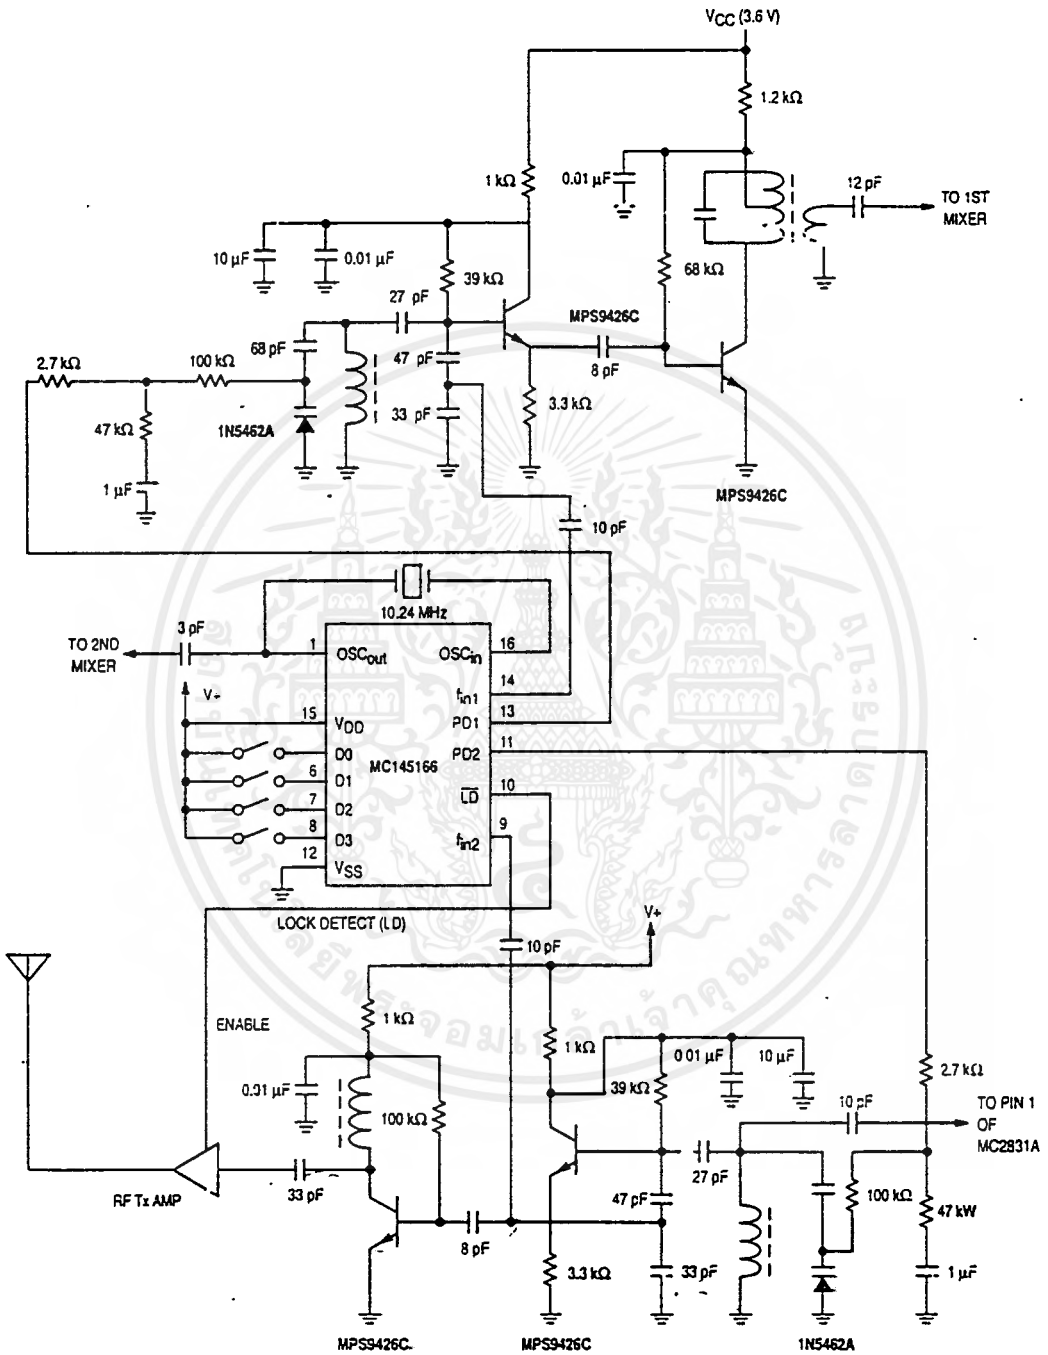 VCC (3.6 V)
1.2 kΩ
1 kΩ
0.01 µF
12 pF
TO 1ST
MIXER
10 µF
0.01 µF
39 kΩ
68 kΩ
27 pF
MPS9426C
68 pF
47 pF
8 pF
2.7 kΩ
100 kΩ
3.3 kΩ
33 pF
47 kΩ
1N5462A
1 µF
MPS9426C
10 pF
10.24 MHz
3 pF
TO 2ND
MIXER
1
OSCout
OSCin
16
V+
fin1
14
15
VDD
PD1
13
D0
PD2
11
MC145166
6
D1
LD
10
7
D2
8
D3
fin2
9
12
VSS
LOCK DETECT (LD)
V+
10 pF
ENABLE
1 kΩ
1 kΩ
0.01 µF
10 µF
0.01 µF
39 kΩ
2.7 kΩ
100 kΩ
10 pF
TO PIN 1
OF
MC2831A
27 pF
RF Tx AMP
33 pF
47 pF
100 kΩ
47 kW
8 pF
3.3 kΩ
33 pF
1 µF
MPS9426C
MPS9426C
1N5462A